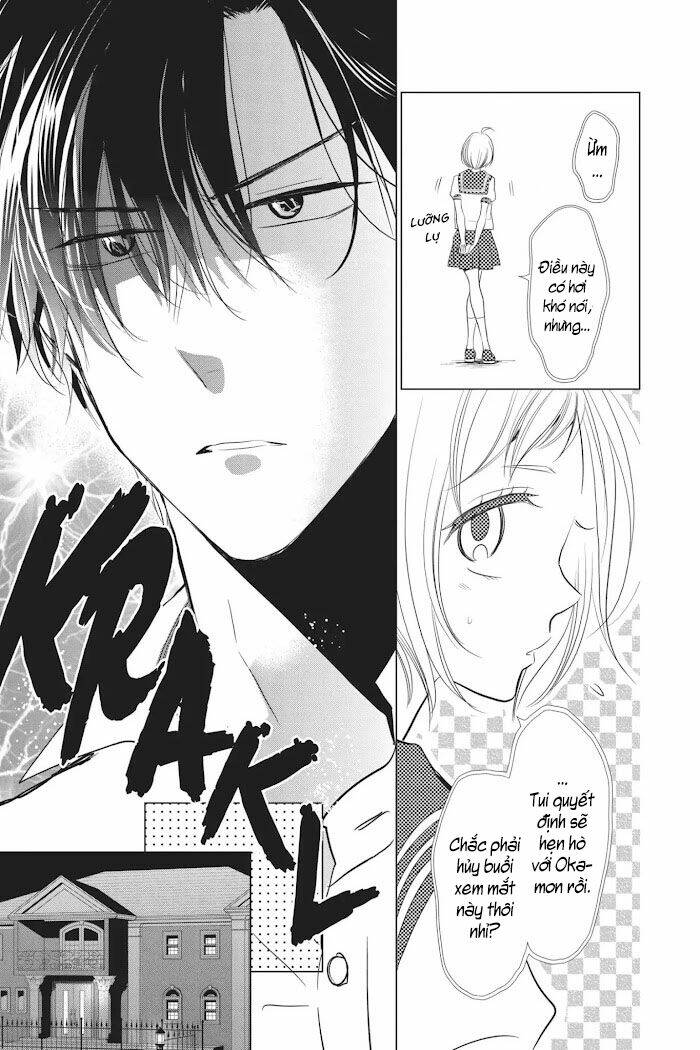 Ừm
...
Điều này
có hơi
khó nói,
nhưng...
LƯỠNG
LỰ
...
Tui quyết
định sẽ
hẹn hò
với Oka-
mon rồi.
Chắc phải
hủy buổi
xem mắt
này thôi
nhỉ?
KRAKL